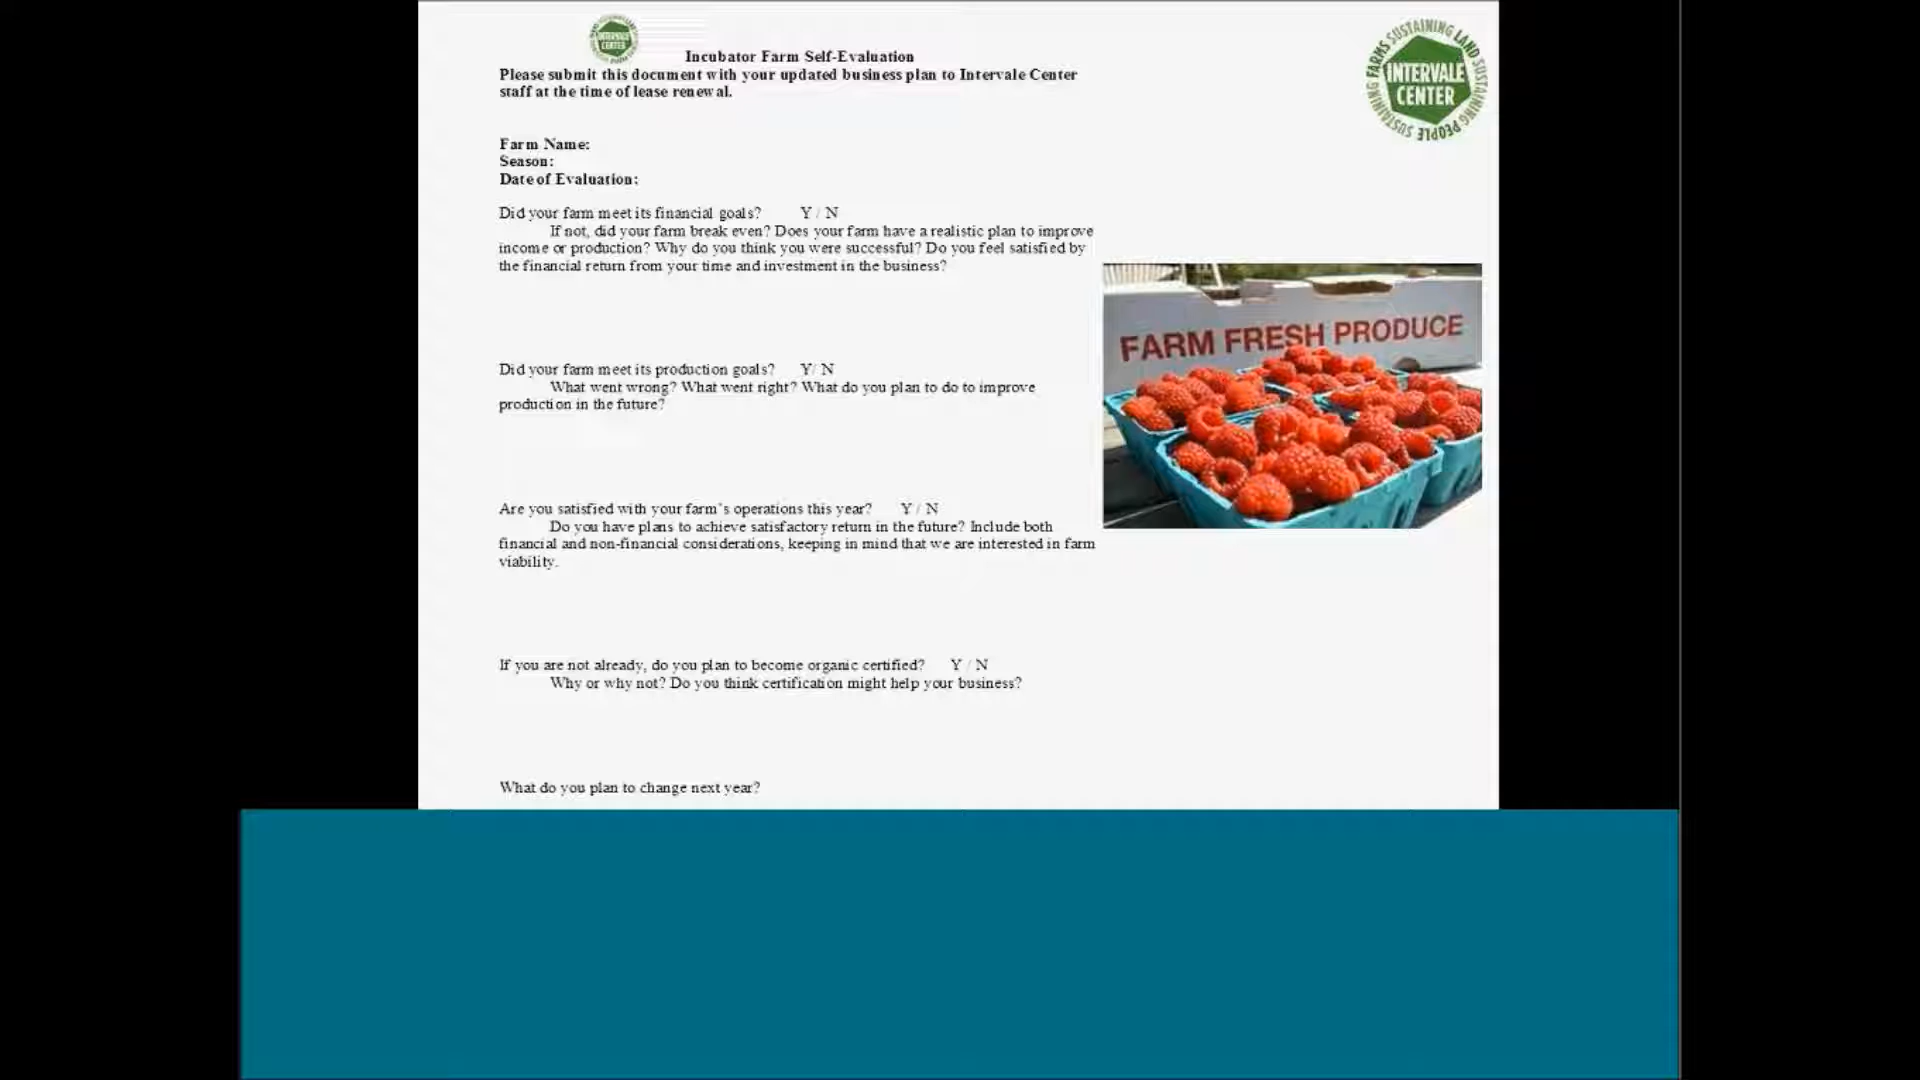 INTERVALE
CENTER
Incubator Farm Self-Evaluation
Please submit this document with your updated business plan to Intervale Center
staff at the time of lease renewal.
SUSTAINING FARMS SUSTAINING LAND SUSTAINING PEOPLE
INTERVALE
CENTER
Farm Name:
Season:
Date of Evaluation:
Did your farm meet its financial goals? Y / N
If not, did your farm break even? Does your farm have a realistic plan to improve
income or production? Why do you think you were successful? Do you feel satisfied by
the financial return from your time and investment in the business?
FARM FRESH PRODUCE
Did your farm meet its production goals? Y/ N
What went wrong? What went right? What do you plan to do to improve
production in the future?
Are you satisfied with your farm's operations this year? Y / N
Do you have plans to achieve satisfactory return in the future? Include both
financial and non-financial considerations, keeping in mind that we are interested in farm
viability.
If you are not already, do you plan to become organic certified? Y / N
Why or why not? Do you think certification might help your business?
What do you plan to change next year?